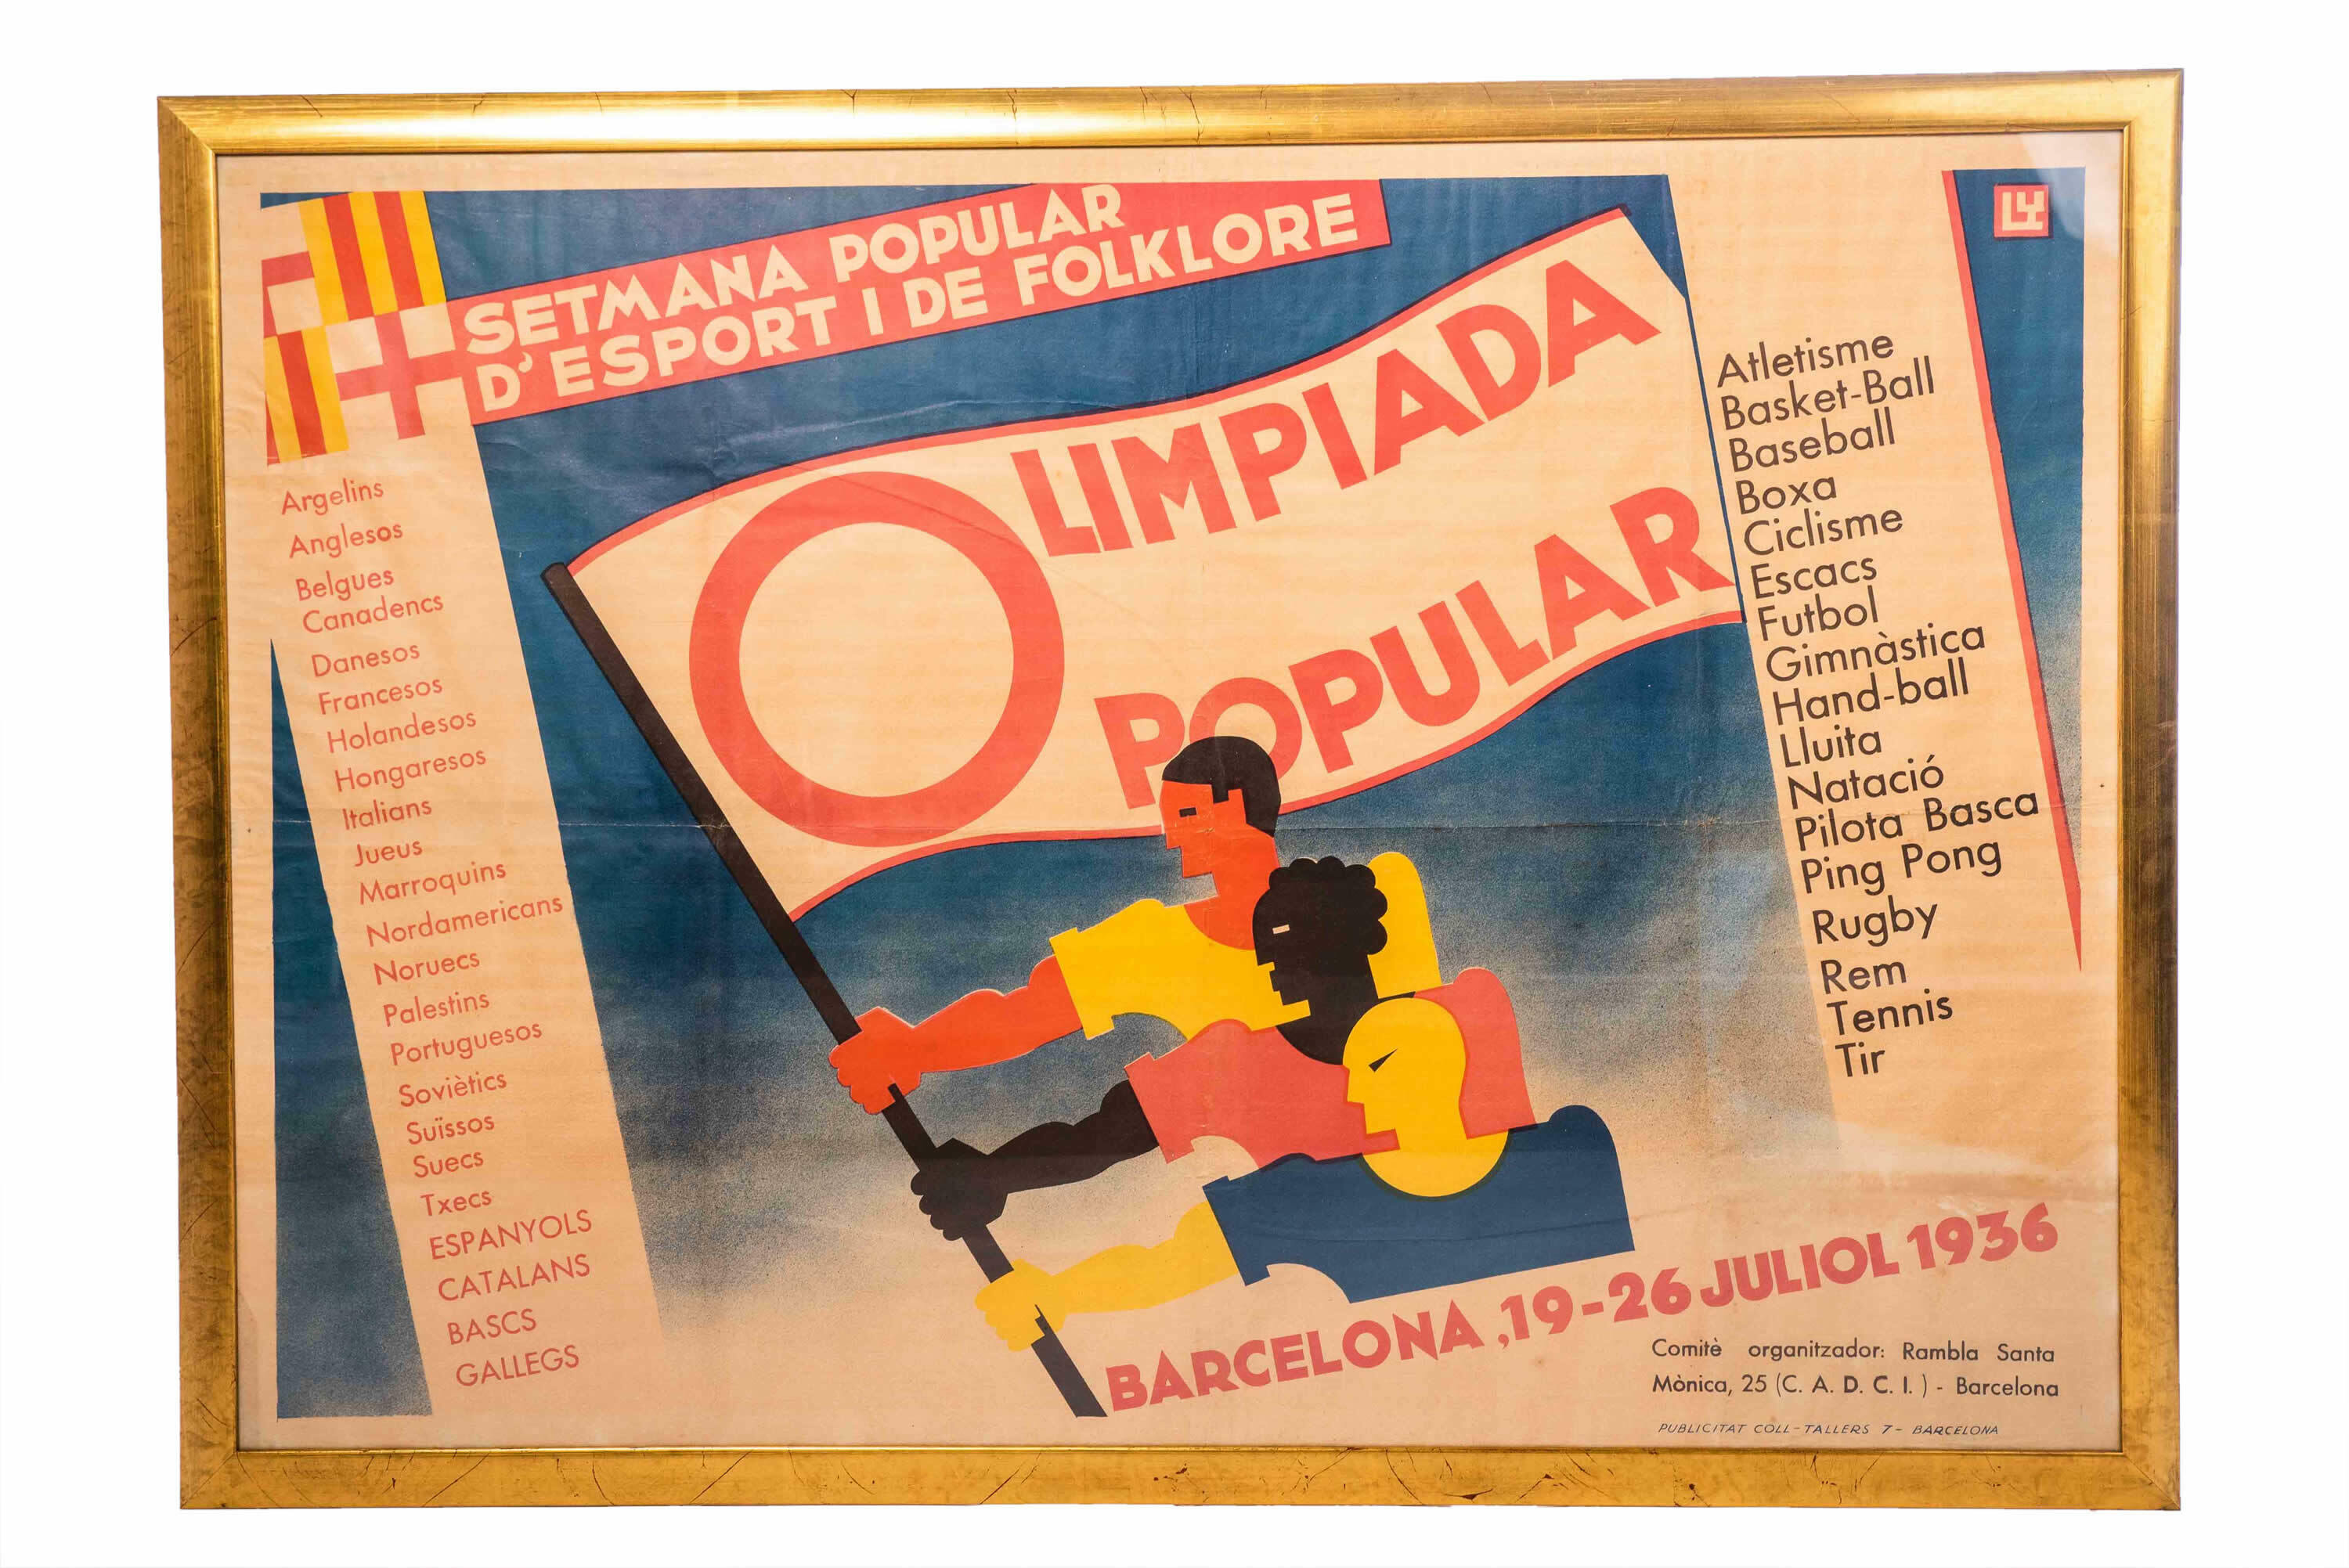 SETMANA POPULAR
D'ESPORT I DE FOLKLORE
OLIMPIADA
POPULAR
Argelins
Anglesos
Belgues
Canadencs
Danesos
Francesos
Holandesos
Hongaresos
Italians
Jueus
Marroquins
Nordamericans
Noruecs
Palestins
Portuguesos
Soviètics
Suïssos
Suecs
Txecs
ESPANYOLS
CATALANS
BASCS
GALLEGS
Atletisme
Basket-Ball
Baseball
Boxa
Ciclisme
Escacs
Futbol
Gimnàstica
Hand-ball
Lluita
Natació
Pilota Basca
Ping Pong
Rugby
Rem
Tennis
Tir
BARCELONA, 19-26 JULIOL 1936
Comitè organitzador: Rambla Santa
Mònica, 25 (C. A. D. C. I.) - Barcelona
PUBLICITAT COLL-TALLERS 7- BARCELONA